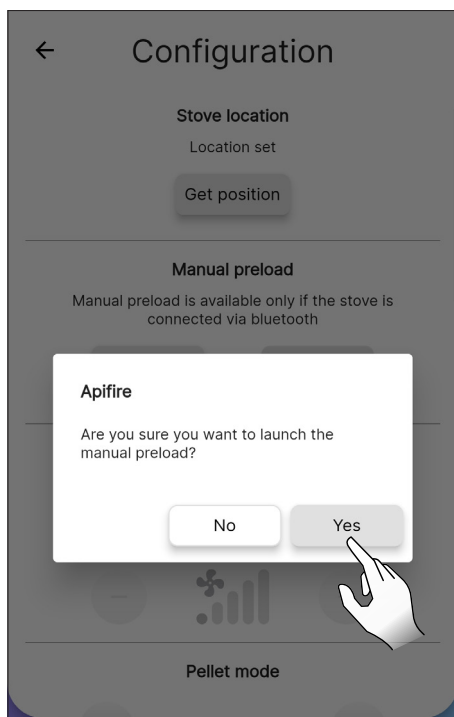 Configuration
Stove location
Location set
Get position
Manual preload
Manual preload is available only if the stove is
connected via bluetooth
Apifire
Are you sure you want to launch the
manual preload?
No
Yes
Pellet mode